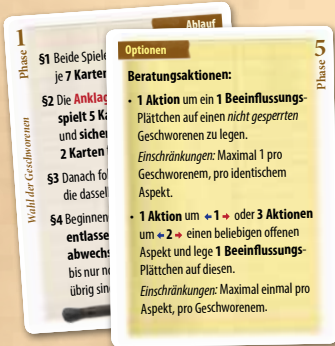 Ablauf
Phase 1
Wahl der Geschworenen
§1 Beide Spiele
je 7 Karten
§2 Die Anklag
spielt 5 Ka
und sicher
2 Karten
§3 Danach fol
die dassel
§4 Beginnen
entlasse
abwechs
bis nur no
übrig sin
Optionen
Phase 5
Beratungsaktionen:
• 1 Aktion um ein 1 Beeinflussungs-
Plättchen auf einen nicht gesperrten
Geschworenen zu legen.
Einschränkungen: Maximal 1 pro
Geschworenem, pro identischem
Aspekt.
• 1 Aktion um ←1→ oder 3 Aktionen
um ←2→ einen beliebigen offenen
Aspekt und lege 1 Beeinflussungs-
Plättchen auf diesen.
Einschränkungen: Maximal einmal pro
Aspekt, pro Geschworenem.